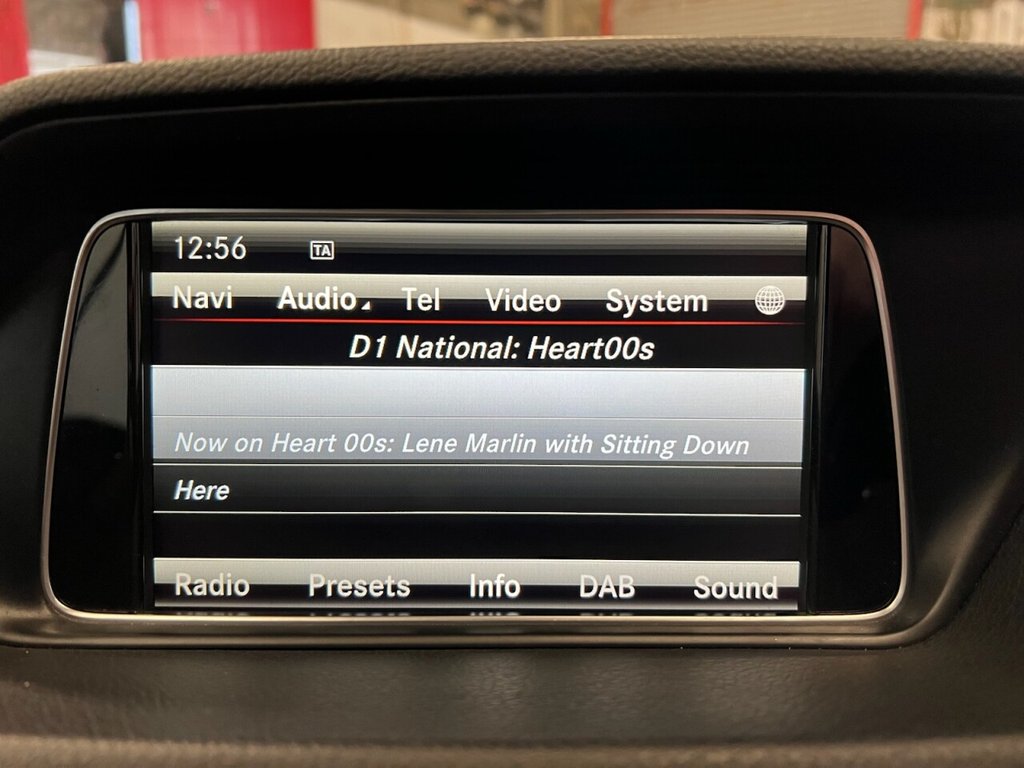 12:56 TA
Navi Audio Tel Video System
D1 National: Heart00s
Now on Heart 00s: Lene Marlin with Sitting Down
Here
Radio Presets Info DAB Sound